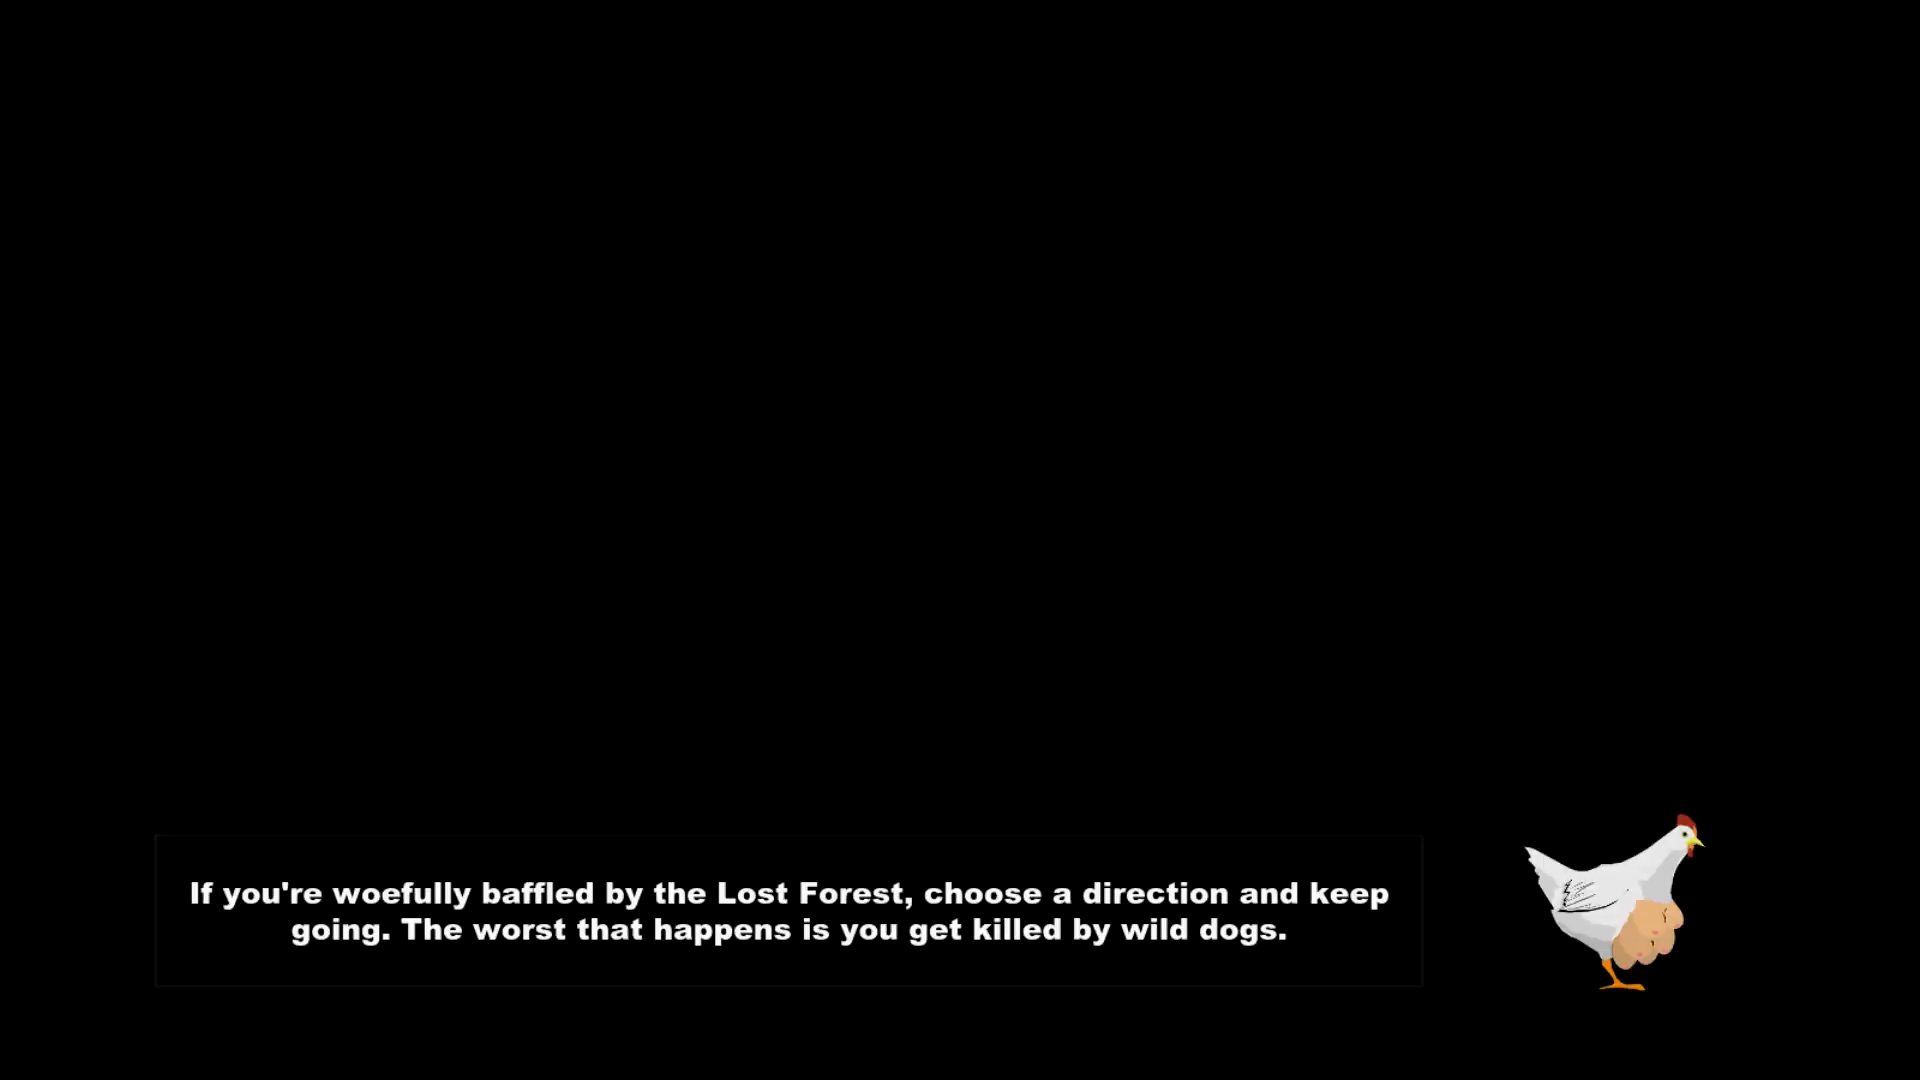 If you're woefully baffled by the Lost Forest, choose a direction and keep
going. The worst that happens is you get killed by wild dogs.